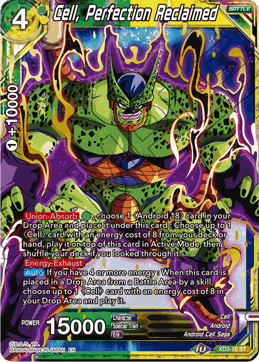 4
Cell, Perfection Reclaimed
BATTLE
+10000
Union-Absorb , choose 1 {Android 18} card in your
Drop Area and place it under this card: Choose up to 1
{Cell} card with an energy cost of 8 from your deck or
hand, play it on top of this card in Active Mode, then
shuffle your deck if you looked through it.
Energy-Exhaust
Auto If you have 4 or more energy: When this card is
placed in a Drop Area from a Battle Area by a skill,
choose up to 1 {Cell} card with an energy cost of 8 in
your Drop Area and play it.
POWER 15000
Character Cell
Special Trait Android
Era Android Cell Saga
XD3-10 ST